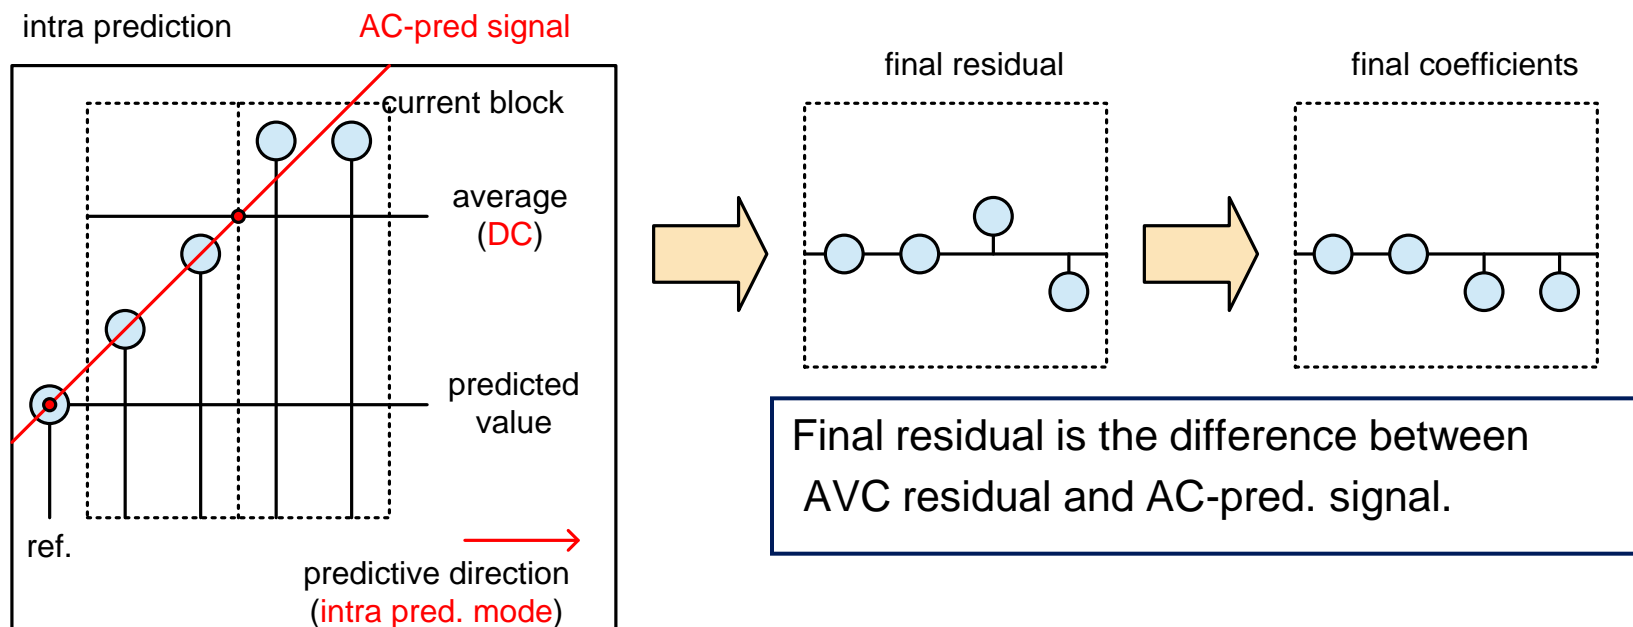 intra prediction
AC-pred signal
current block
average
(DC)
predicted
value
ref.
predictive direction
(intra pred. mode)
final residual
final coefficients
Final residual is the difference between
AVC residual and AC-pred. signal.